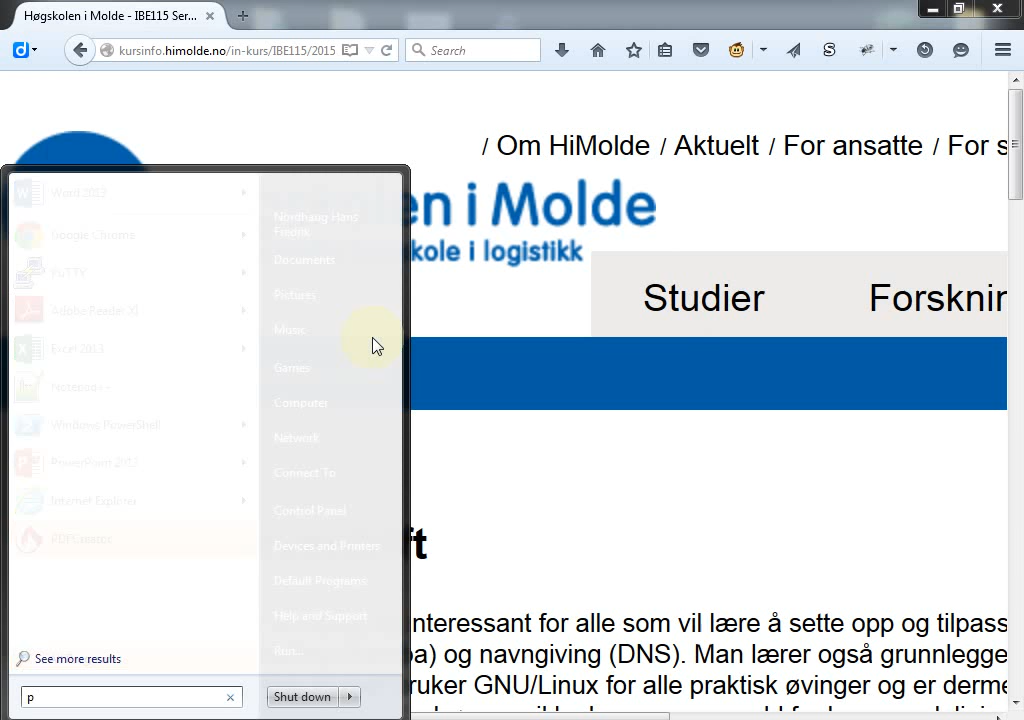 Høgskolen i Molde - IBE115 Ser...
kursinfo.himolde.no/in-kurs/IBE115/2015
Search
/ Om HiMolde / Aktuelt / For ansatte / For s
en i Molde
kole i logistikk
Studier
Forsknin
ft
nteressant for alle som vil lære å sette opp og tilpass
oa) og navngiving (DNS). Man lærer også grunnlegge
ruker GNU/Linux for alle praktisk øvinger og er derme
Word 2013
Google Chrome
PuTTY
Adobe Reader XI
Excel 2013
Notepad++
Windows PowerShell
PowerPoint 2013
Internet Explorer
PDFCreator
See more results
p
Nordhaug Hans
Fredrik
Documents
Pictures
Music
Games
Computer
Network
Connect To
Control Panel
Devices and Printers
Default Programs
Help and Support
Run...
Shut down